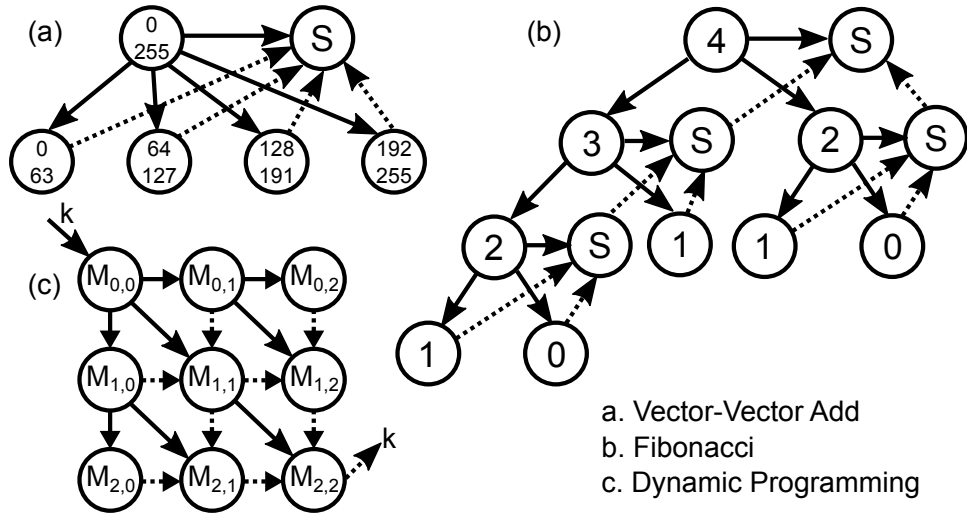 (a)
0
255
S
0
63
64
127
128
191
192
255
(b)
4
S
3
S
2
S
2
S
1
1
0
1
0
k
(c)
M0,0
M0,1
M0,2
M1,0
M1,1
M1,2
M2,0
M2,1
M2,2
k
a. Vector-Vector Add
b. Fibonacci
c. Dynamic Programming